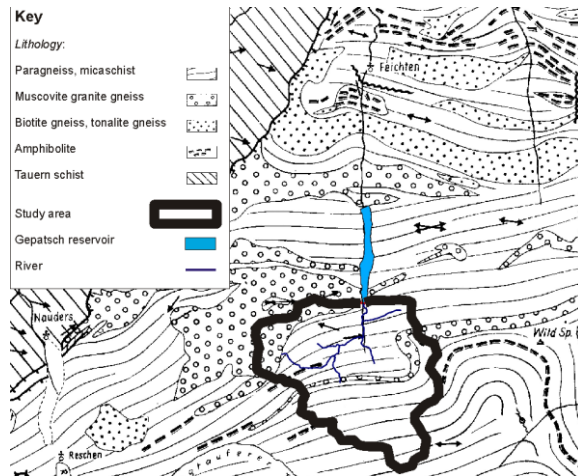 Key
Lithology:
Paragneiss, micaschist
Muscovite granite gneiss
Biotite gneiss, tonalite gneiss
Amphibolite
Tauern schist
Study area
Gepatsch reservoir
River
Feichten
Nauders
Wild Sp.
Reschen